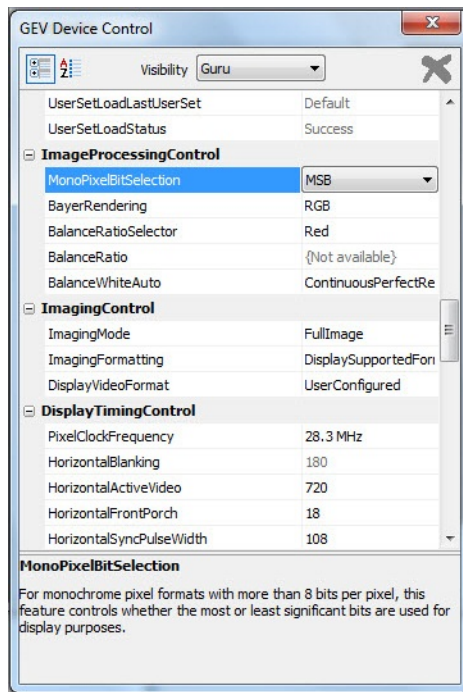 GEV Device Control
Visibility Guru
UserSetLoadLastUserSet Default
UserSetLoadStatus Success
ImageProcessingControl
MonoPixelBitSelection MSB
BayerRendering RGB
BalanceRatioSelector Red
BalanceRatio {Not available}
BalanceWhiteAuto ContinuousPerfectRe
ImagingControl
ImagingMode FullImage
ImagingFormatting DisplaySupportedFor
DisplayVideoFormat UserConfigured
DisplayTimingControl
PixelClockFrequency 28.3 MHz
HorizontalBlanking 180
HorizontalActiveVideo 720
HorizontalFrontPorch 18
HorizontalSyncPulseWidth 108
MonoPixelBitSelection
For monochrome pixel formats with more than 8 bits per pixel, this
feature controls whether the most or least significant bits are used for
display purposes.